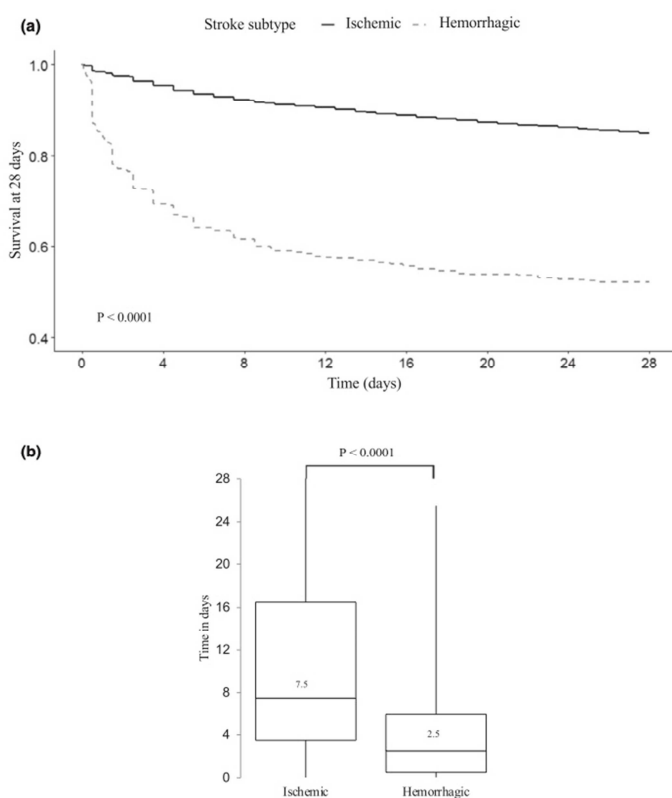 (a)
Stroke subtype Ischemic Hemorrhagic
1.0
0.8
0.6
0.4
Survival at 28 days
P < 0.0001
0 4 8 12 16 20 24 28
Time (days)
(b)
P < 0.0001
28
24
20
16
12
8
4
0
Time in days
7.5
2.5
Ischemic Hemorrhagic